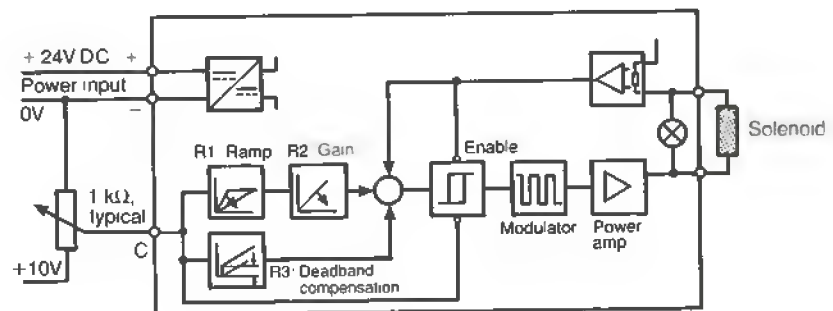 + 24V DC +
Power input
0V
−
R1 Ramp
R2 Gain
Enable
Solenoid
1 kΩ,
typical
C
Modulator
Power
amp
R3 Deadband
compensation
+10V